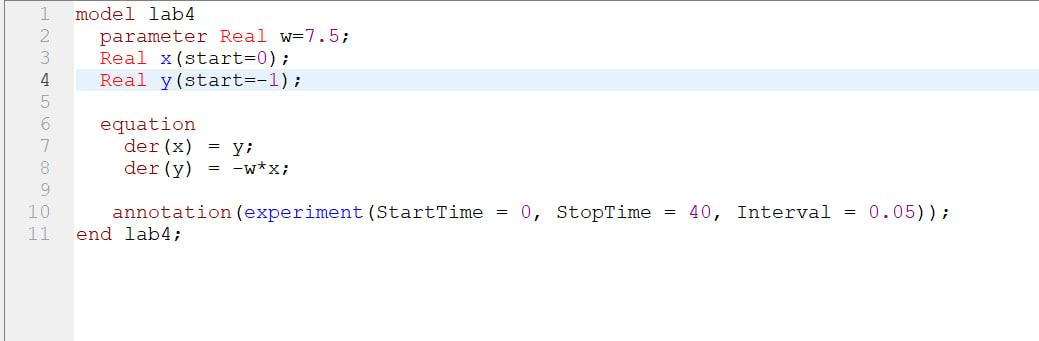 1 model lab4
2   parameter Real w=7.5;
3   Real x(start=0);
4   Real y(start=-1);
5
6   equation
7     der(x) = y;
8     der(y) = -w*x;
9
10    annotation(experiment(StartTime = 0, StopTime = 40, Interval = 0.05));
11 end lab4;